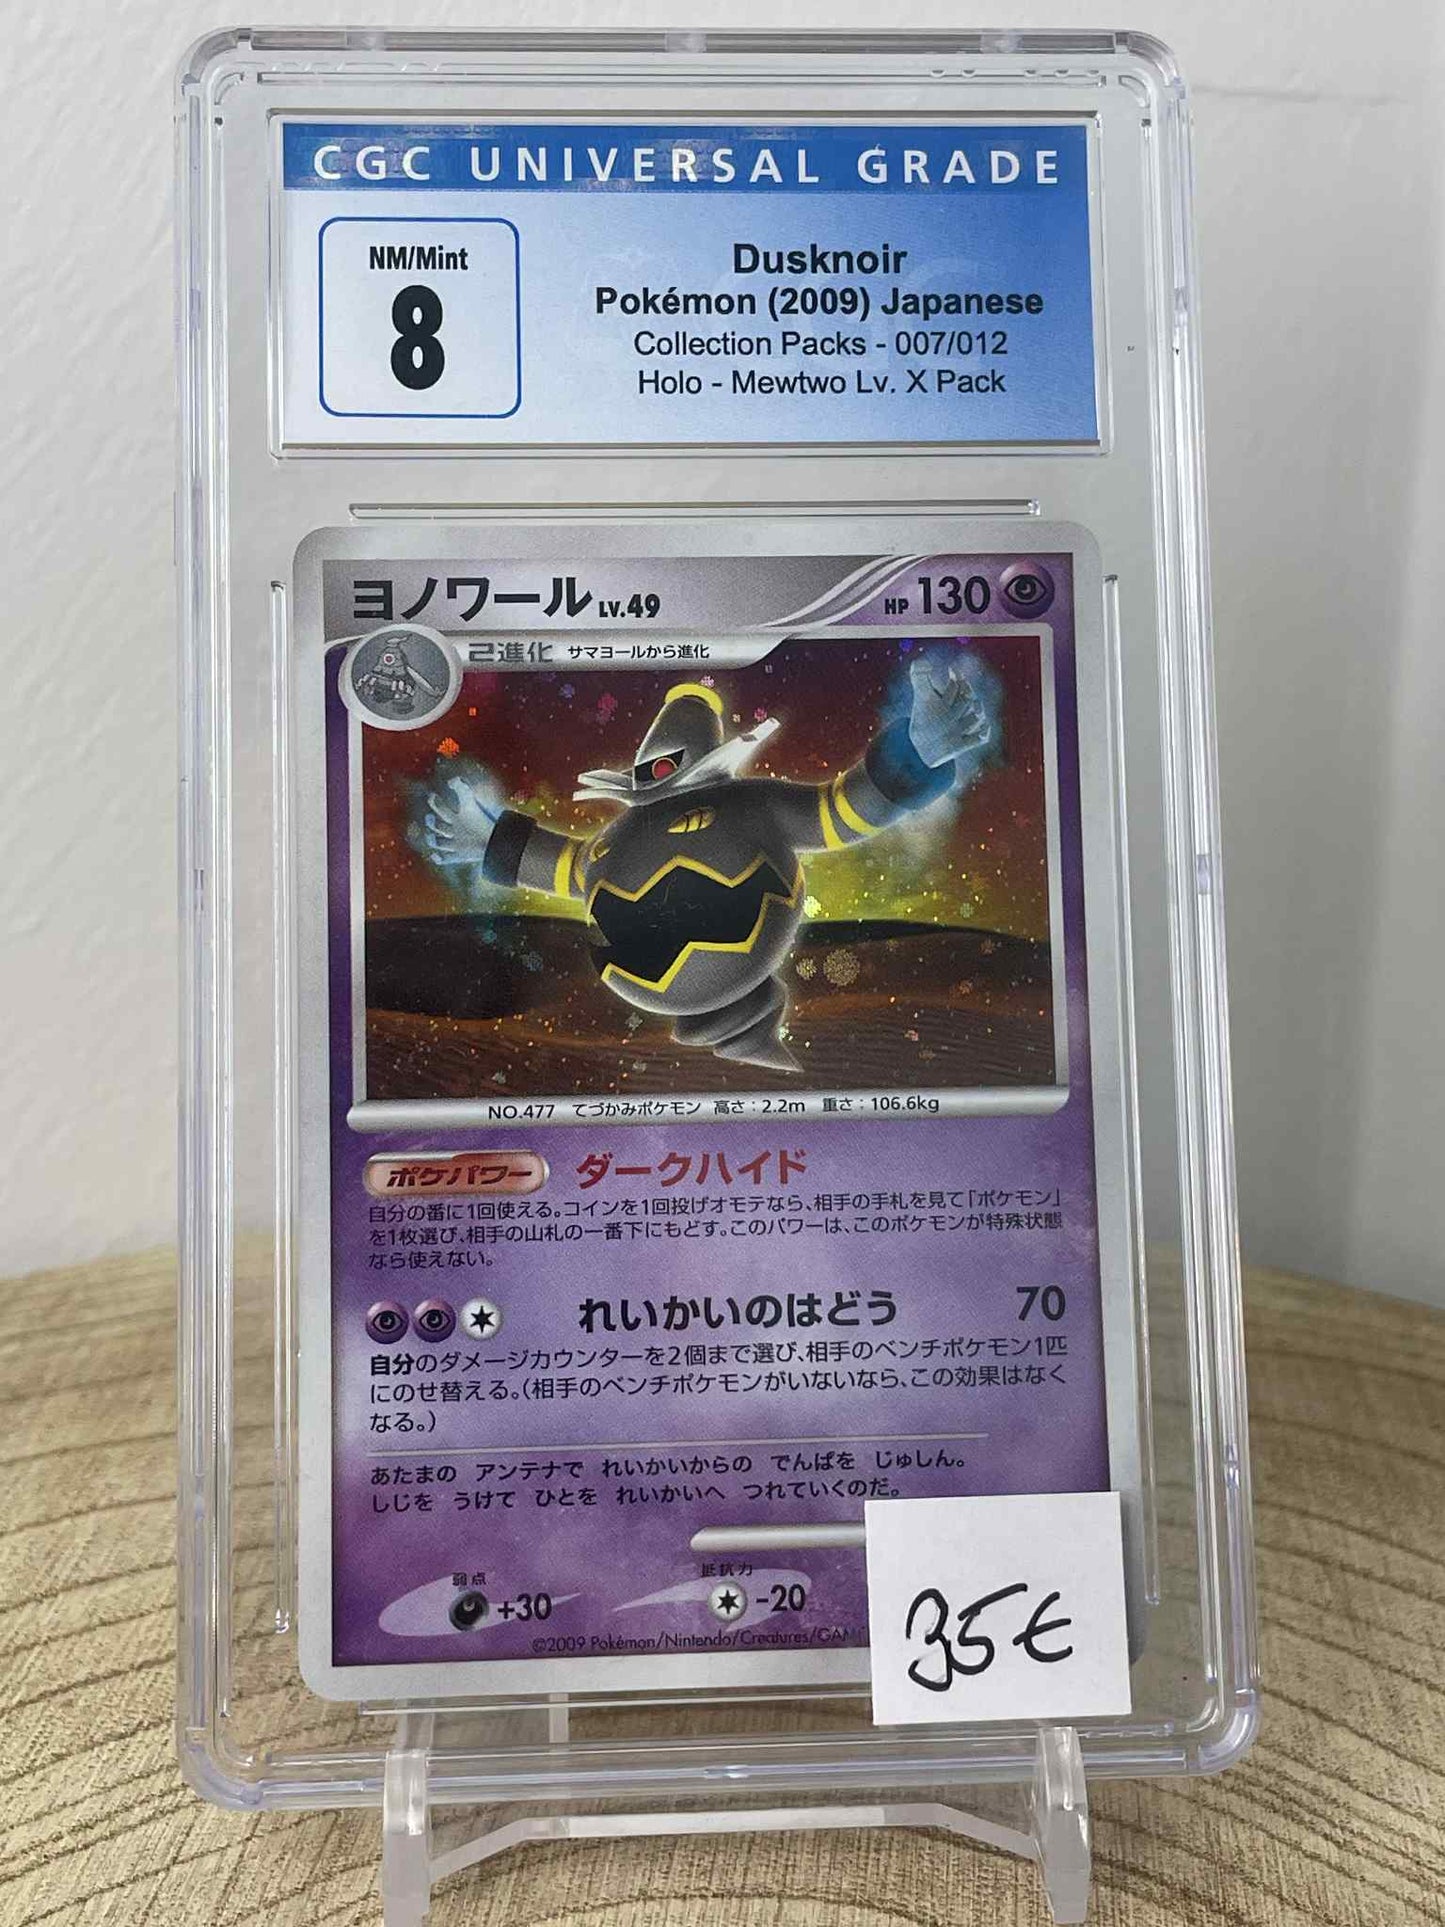 CGC UNIVERSAL GRADE
NM/Mint
8
Dusknoir
Pokémon (2009) Japanese
Collection Packs - 007/012
Holo - Mewtwo Lv. X Pack
ヨノワール LV.49 HP 130
2進化 サマヨールから進化
NO.477 てづかみポケモン 高さ：2.2m 重さ：106.6kg
ポケパワー ダークハイド
自分の番に1回使える。コインを1回投げオモテなら、相手の手札を見て「ポケモン」
を1枚選び、相手の山札の一番下にもどす。このパワーは、このポケモンが特殊状態
なら使えない。
れいかいのはどう 70
自分のダメージカウンターを2個まで選び、相手のベンチポケモン1匹
にのせ替える。（相手のベンチポケモンがいないなら、この効果はなく
なる。）
あたまの アンテナで れいかいからの でんぱを じゅしん。
しじを うけて ひとを れいかいへ つれていくのだ。
弱点 抵抗力
+30 -20
©2009 Pokémon/Nintendo/Creatures/GAM
35€